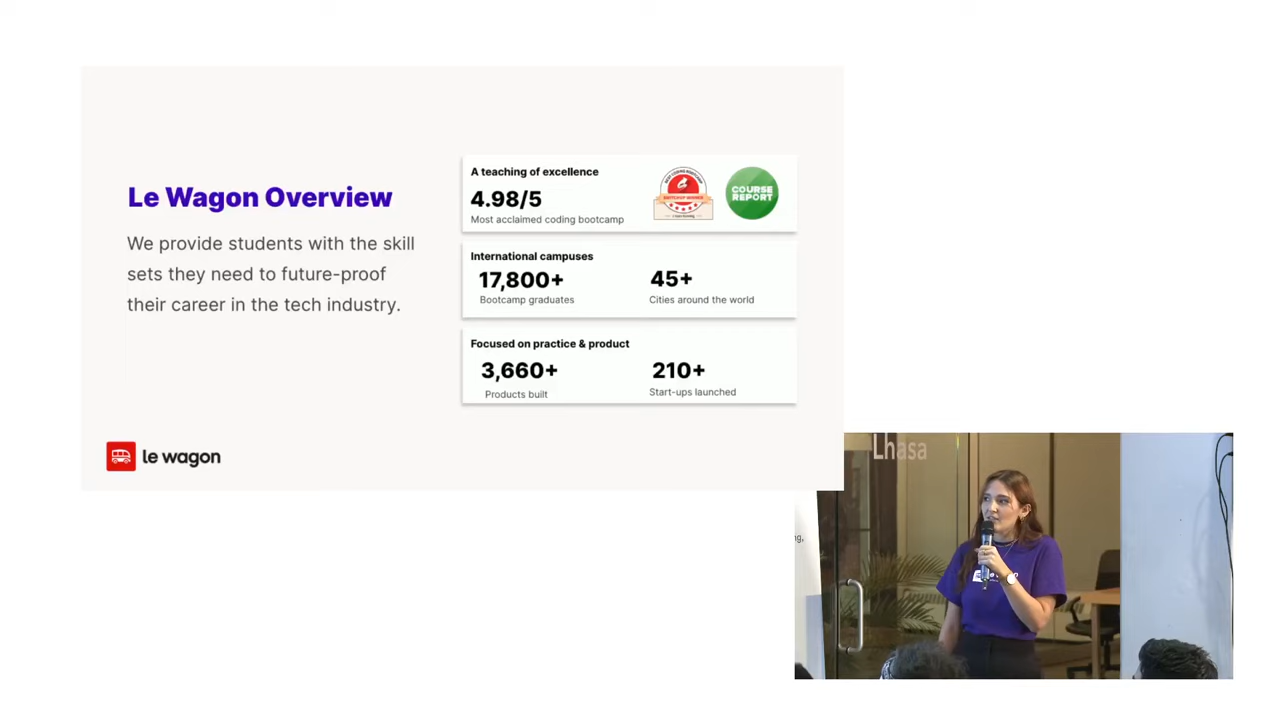 Le Wagon Overview
We provide students with the skill
sets they need to future-proof
their career in the tech industry.
le wagon
A teaching of excellence
4.98/5
Most acclaimed coding bootcamp
COURSE
REPORT
International campuses
17,800+
Bootcamp graduates
45+
Cities around the world
Focused on practice & product
3,660+
Products built
210+
Start-ups launched
Lhasa